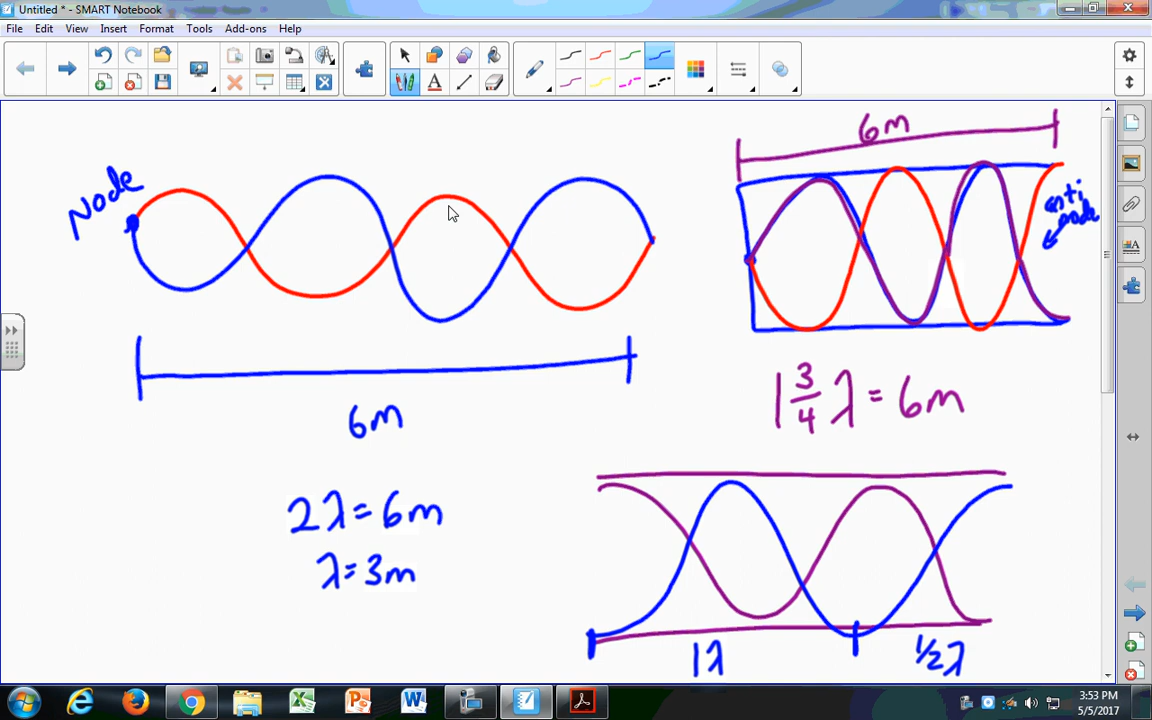 Untitled * - SMART Notebook
File Edit View Insert Format Tools Add-ons Help
Node
6m
2λ = 6m
λ = 3m
6m
anti
node
1 3/4 λ = 6m
1λ
1/2 λ
3:53 PM
5/5/2017